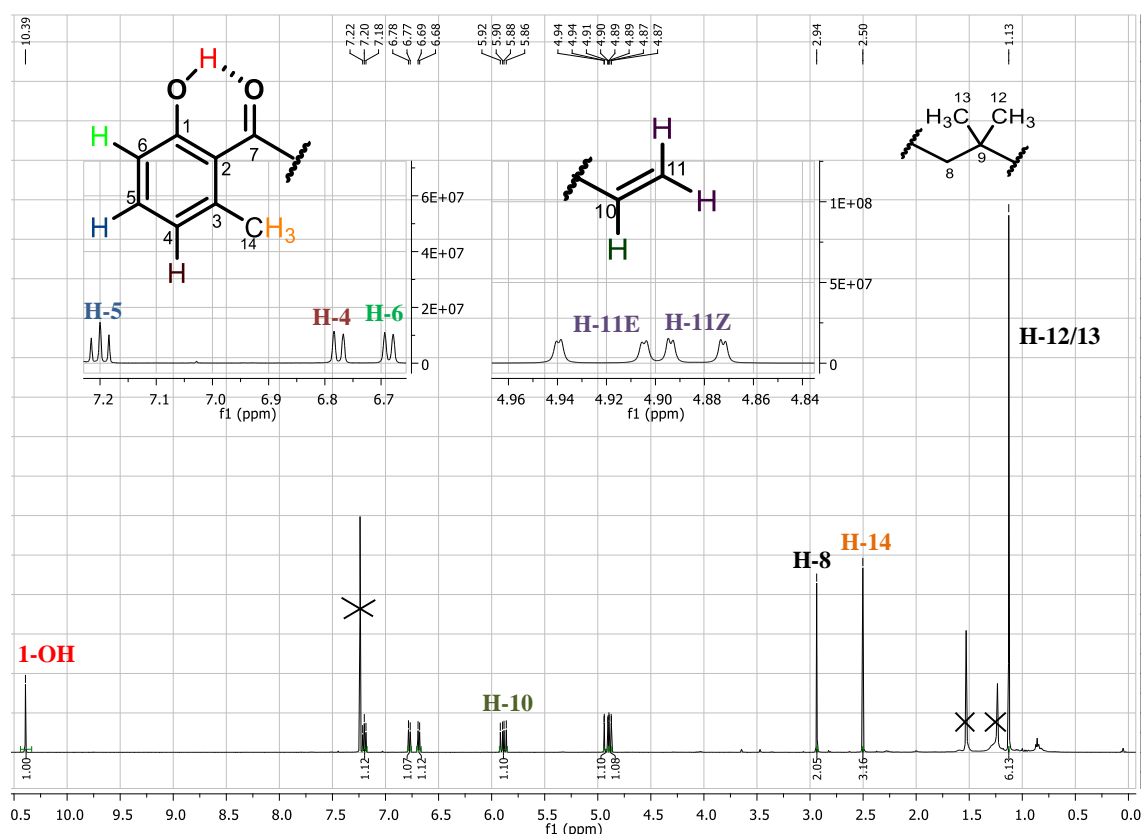 10.39
7.22
7.20
7.18
6.78
6.77
6.69
6.68
5.92
5.90
5.88
5.86
4.94
4.94
4.91
4.90
4.89
4.89
4.87
4.87
2.94
2.50
1.13
H
O O
1
H 6
2 7
5
H 3
4 14 CH3
H
H-5 H-4 H-6
6E+07
4E+07
2E+07
0
7.2 7.1 7.0 6.9 6.8 6.7
f1 (ppm)
H
11
H
10
H
H-11E H-11Z
1E+08
5E+07
0
4.96 4.94 4.92 4.90 4.88 4.86 4.84
f1 (ppm)
13 12
H3C CH3
9
8
H-12/13
H-8 H-14
1-OH
H-10
1.00 1.12 1.07 1.12 1.10 1.10 1.08 2.05 3.16 6.13
0.5 10.0 9.5 9.0 8.5 8.0 7.5 7.0 6.5 6.0 5.5 5.0 4.5 4.0 3.5 3.0 2.5 2.0 1.5 1.0 0.5 0.0
f1 (ppm)